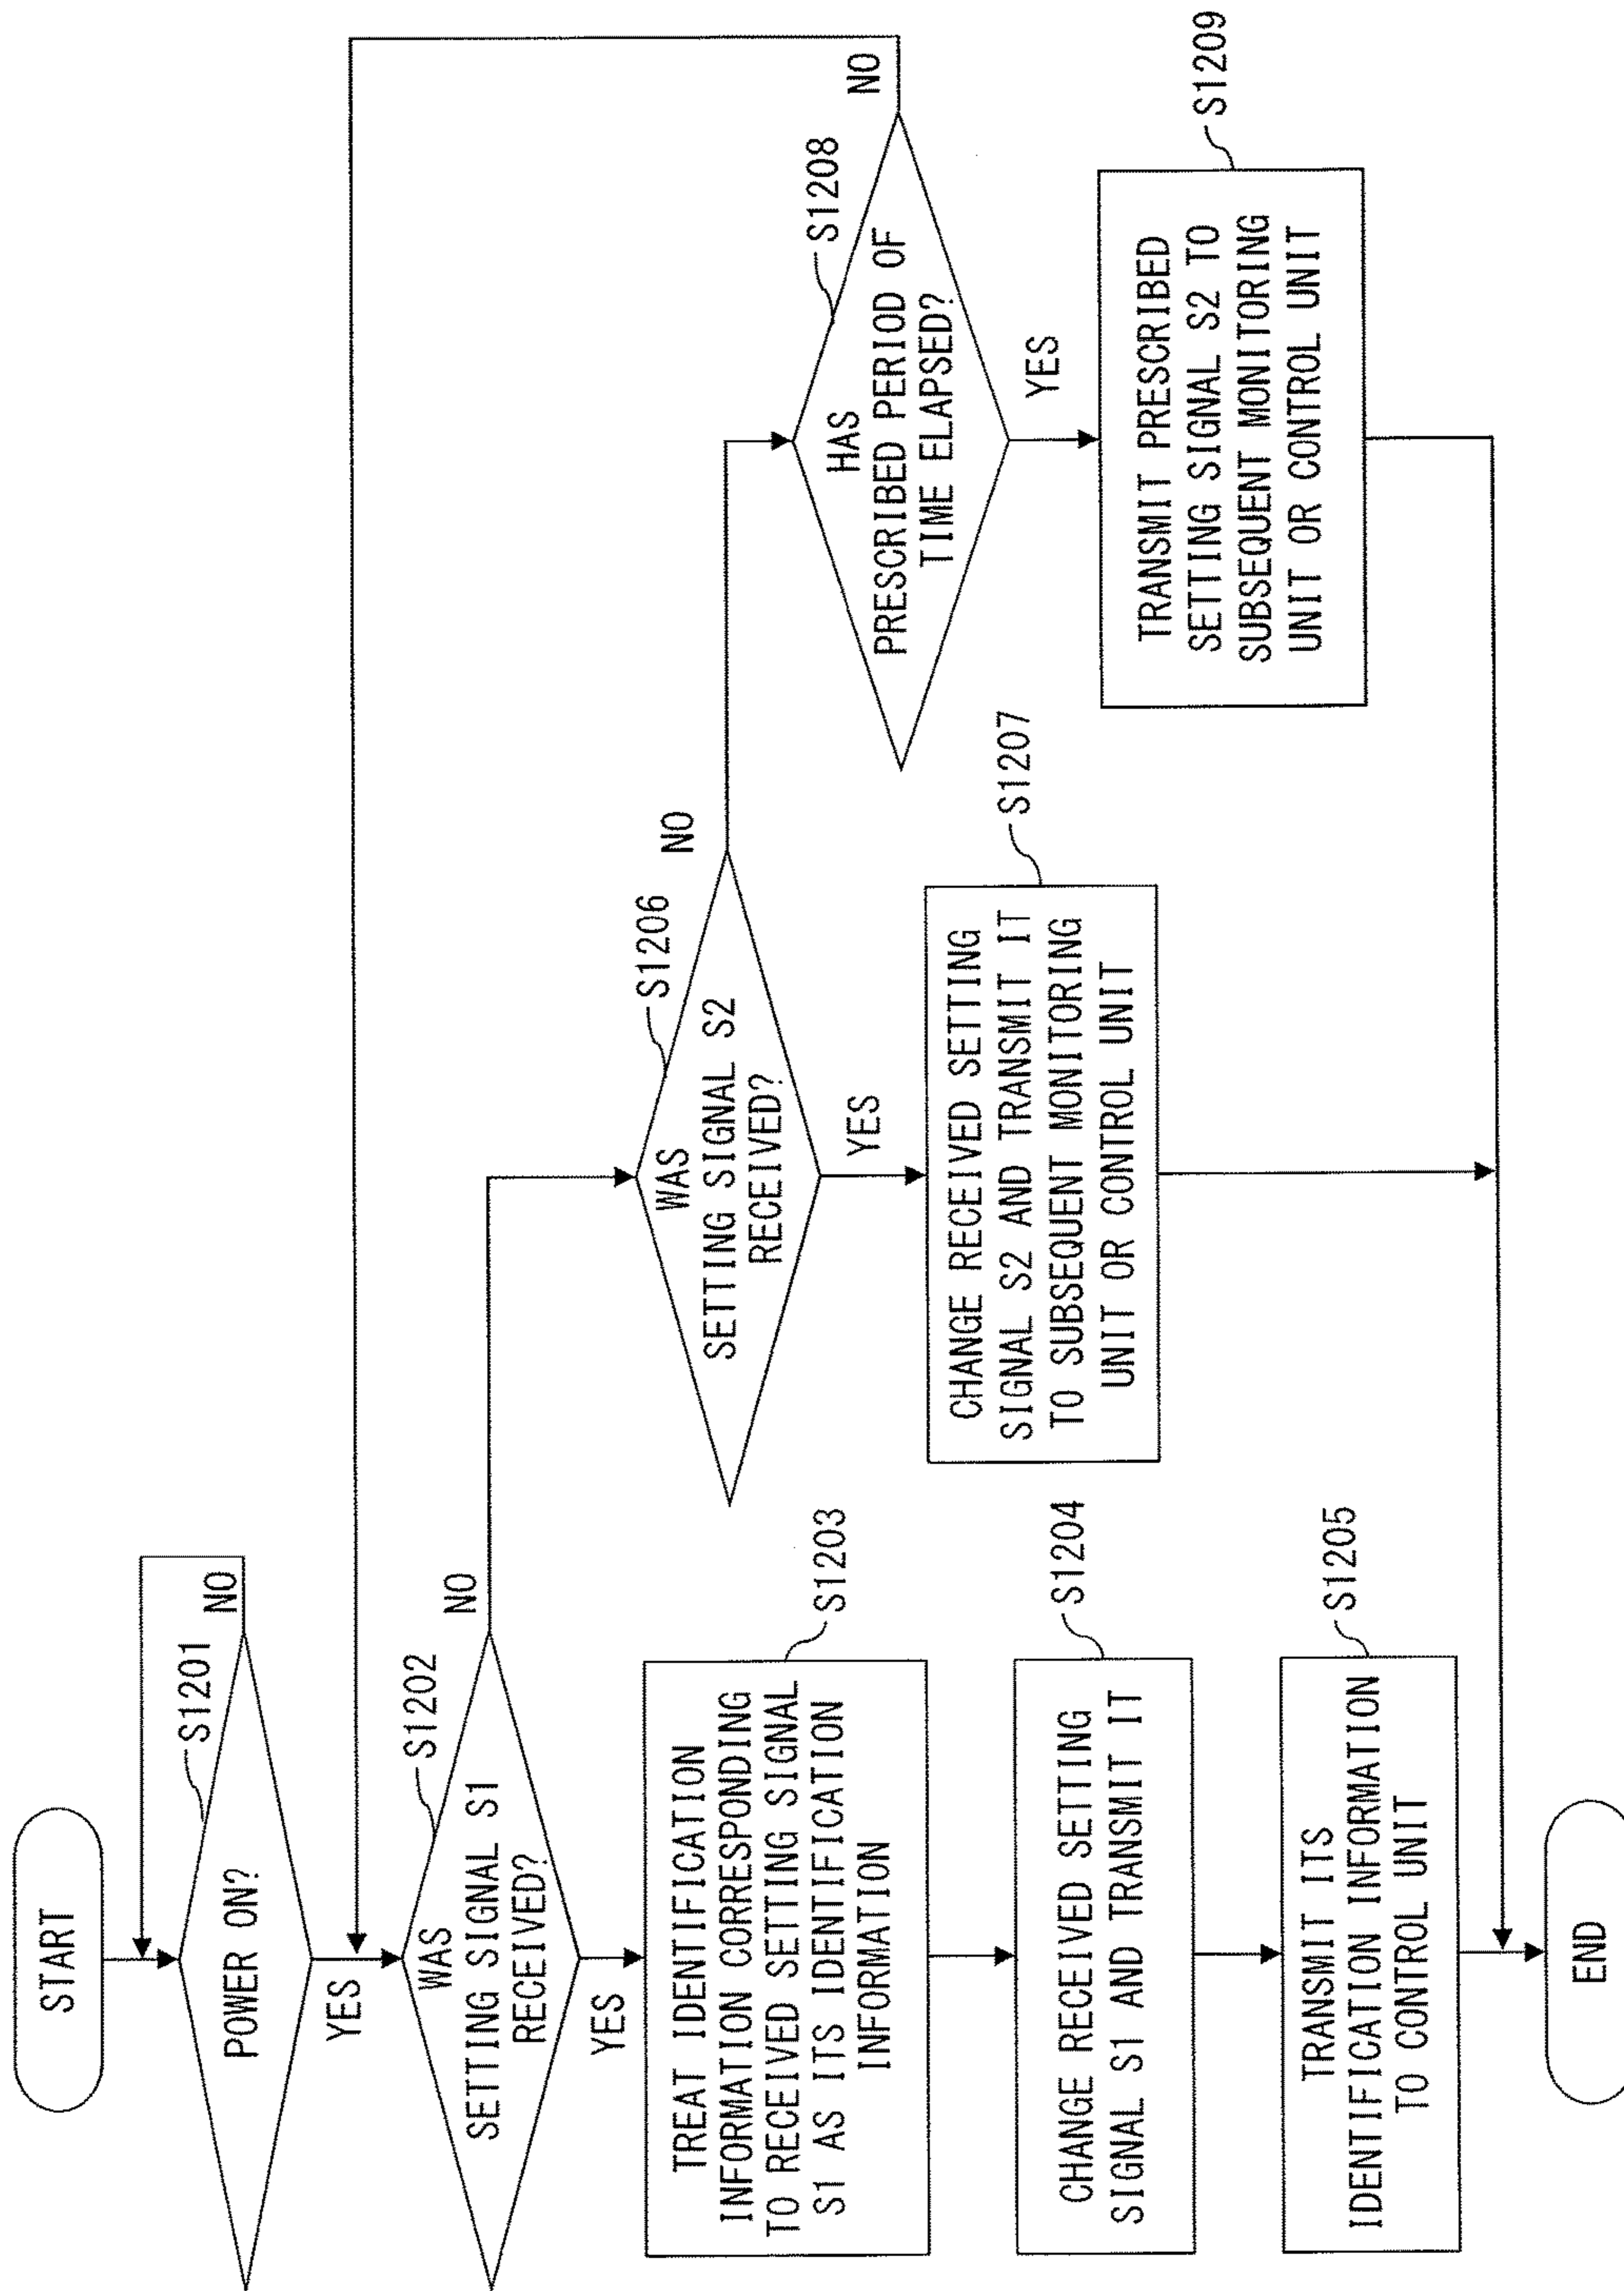 START
POWER ON?
S1201
NO
YES
WAS
SETTING SIGNAL S1
RECEIVED?
S1202
NO
YES
TREAT IDENTIFICATION
INFORMATION CORRESPONDING
TO RECEIVED SETTING SIGNAL
S1 AS ITS IDENTIFICATION
INFORMATION
S1203
CHANGE RECEIVED SETTING
SIGNAL S1 AND TRANSMIT IT
S1204
TRANSMIT ITS
IDENTIFICATION INFORMATION
TO CONTROL UNIT
S1205
WAS
SETTING SIGNAL S2
RECEIVED?
S1206
NO
YES
CHANGE RECEIVED SETTING
SIGNAL S2 AND TRANSMIT IT
TO SUBSEQUENT MONITORING
UNIT OR CONTROL UNIT
S1207
HAS
PRESCRIBED PERIOD OF
TIME ELAPSED?
S1208
NO
YES
TRANSMIT PRESCRIBED
SETTING SIGNAL S2 TO
SUBSEQUENT MONITORING
UNIT OR CONTROL UNIT
S1209
END